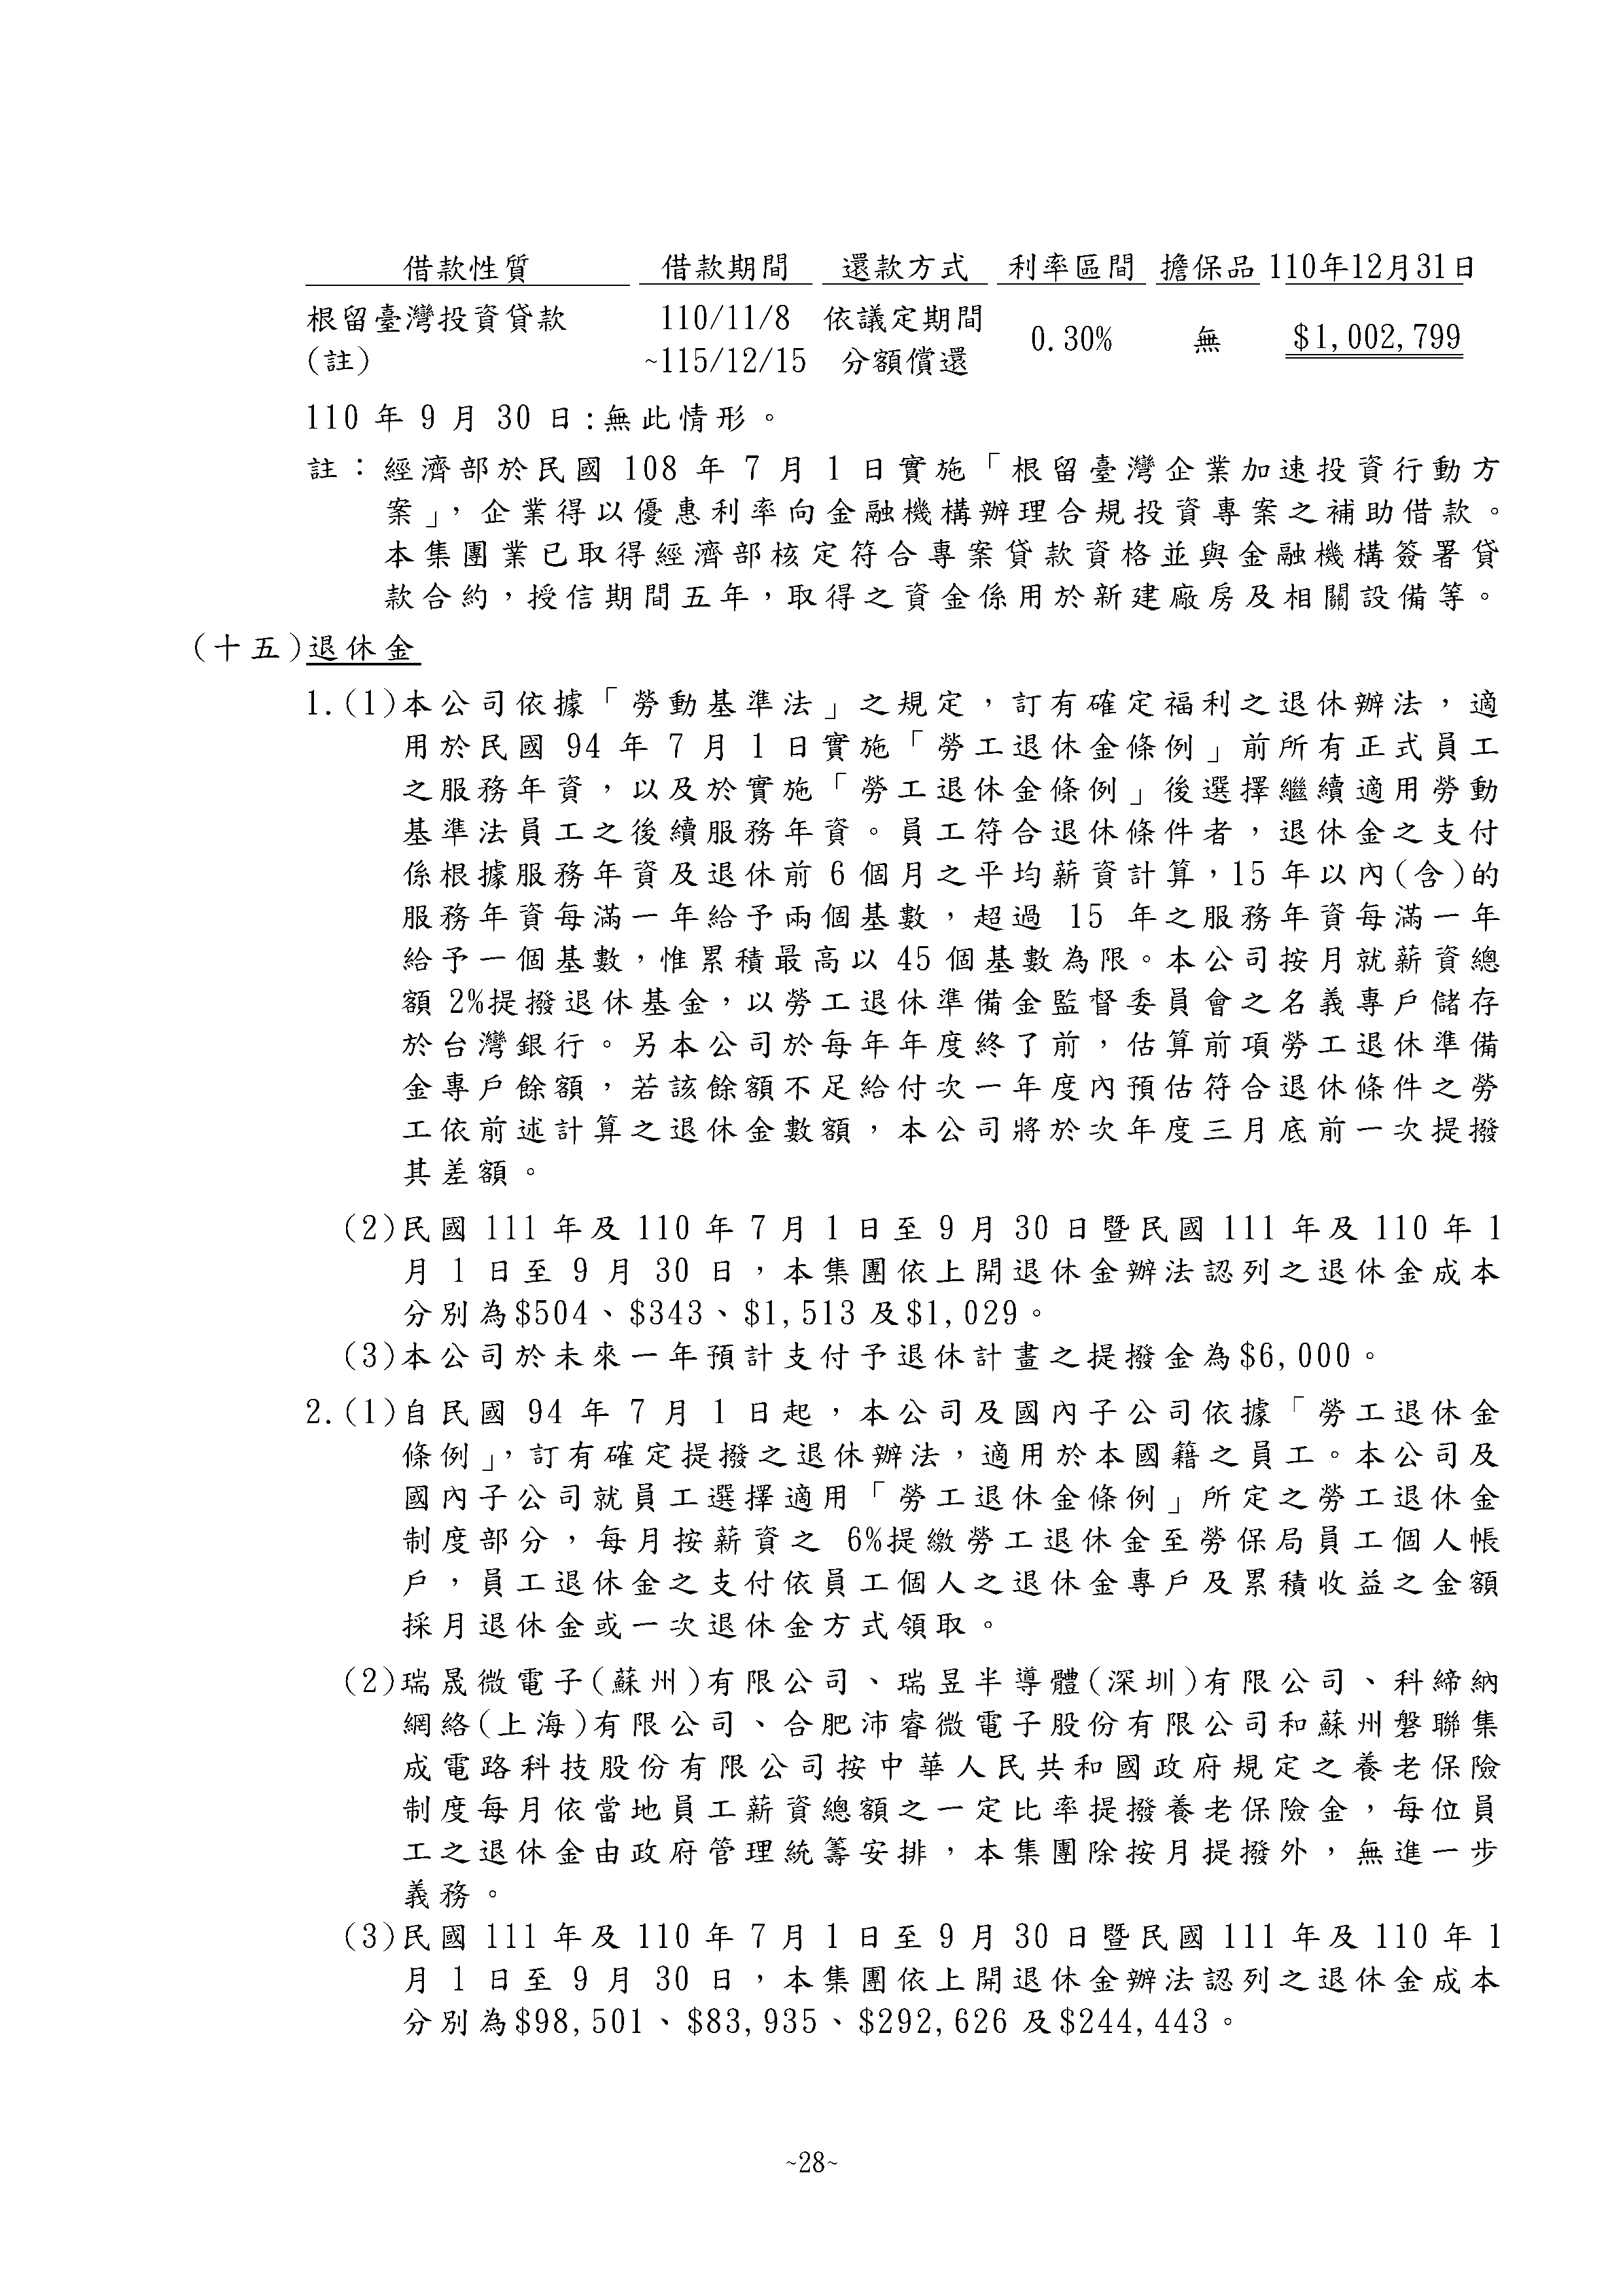 借款性質 借款期間 還款方式 利率區間 擔保品 110年12月31日
根留臺灣投資貸款 110/11/8 依議定期間
0.30% 無 $1,002,799
(註) ~115/12/15 分額償還
110 年 9 月 30 日:無此情形。
註：經濟部於民國 108 年 7 月 1 日實施「根留臺灣企業加速投資行動方
案」，企業得以優惠利率向金融機構辦理合規投資專案之補助借款。
本集團業已取得經濟部核定符合專案貸款資格並與金融機構簽署貸
款合約，授信期間五年，取得之資金係用於新建廠房及相關設備等。
(十五)退休金
1.(1)本公司依據「勞動基準法」之規定，訂有確定福利之退休辦法，適
用於民國 94 年 7 月 1 日實施「勞工退休金條例」前所有正式員工
之服務年資，以及於實施「勞工退休金條例」後選擇繼續適用勞動
基準法員工之後續服務年資。員工符合退休條件者，退休金之支付
係根據服務年資及退休前 6 個月之平均薪資計算，15 年以內(含)的
服務年資每滿一年給予兩個基數，超過 15 年之服務年資每滿一年
給予一個基數，惟累積最高以 45 個基數為限。本公司按月就薪資總
額 2%提撥退休基金，以勞工退休準備金監督委員會之名義專戶儲存
於台灣銀行。另本公司於每年年度終了前，估算前項勞工退休準備
金專戶餘額，若該餘額不足給付次一年度內預估符合退休條件之勞
工依前述計算之退休金數額，本公司將於次年度三月底前一次提撥
其差額。
(2)民國 111 年及 110 年 7 月 1 日至 9 月 30 日暨民國 111 年及 110 年 1
月 1 日至 9 月 30 日，本集團依上開退休金辦法認列之退休金成本
分別為$504、$343、$1,513 及$1,029。
(3)本公司於未來一年預計支付予退休計畫之提撥金為$6,000。
2.(1)自民國 94 年 7 月 1 日起，本公司及國內子公司依據「勞工退休金
條例」，訂有確定提撥之退休辦法，適用於本國籍之員工。本公司及
國內子公司就員工選擇適用「勞工退休金條例」所定之勞工退休金
制度部分，每月按薪資之 6%提繳勞工退休金至勞保局員工個人帳
戶，員工退休金之支付依員工個人之退休金專戶及累積收益之金額
採月退休金或一次退休金方式領取。
(2)瑞晟微電子(蘇州)有限公司、瑞昱半導體(深圳)有限公司、科締納
網絡(上海)有限公司、合肥沛睿微電子股份有限公司和蘇州磐聯集
成電路科技股份有限公司按中華人民共和國政府規定之養老保險
制度每月依當地員工薪資總額之一定比率提撥養老保險金，每位員
工之退休金由政府管理統籌安排，本集團除按月提撥外，無進一步
義務。
(3)民國 111 年及 110 年 7 月 1 日至 9 月 30 日暨民國 111 年及 110 年 1
月 1 日至 9 月 30 日，本集團依上開退休金辦法認列之退休金成本
分別為$98,501、$83,935、$292,626 及$244,443。
~28~